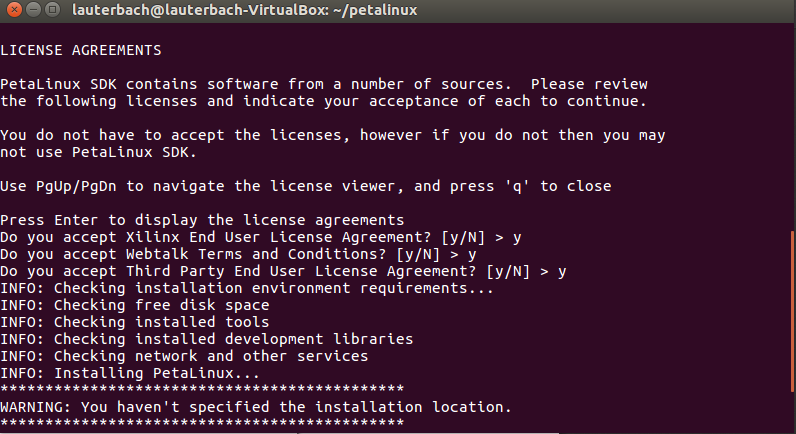 lauterbach@lauterbach-VirtualBox: ~/petalinux
LICENSE AGREEMENTS
PetaLinux SDK contains software from a number of sources.  Please review
the following licenses and indicate your acceptance of each to continue.
You do not have to accept the licenses, however if you do not then you may
not use PetaLinux SDK.
Use PgUp/PgDn to navigate the license viewer, and press 'q' to close
Press Enter to display the license agreements
Do you accept Xilinx End User License Agreement? [y/N] > y
Do you accept Webtalk Terms and Conditions? [y/N] > y
Do you accept Third Party End User License Agreement? [y/N] > y
INFO: Checking installation environment requirements...
INFO: Checking free disk space
INFO: Checking installed tools
INFO: Checking installed development libraries
INFO: Checking network and other services
INFO: Installing PetaLinux...
*********************************************
WARNING: You haven't specified the installation location.
*********************************************